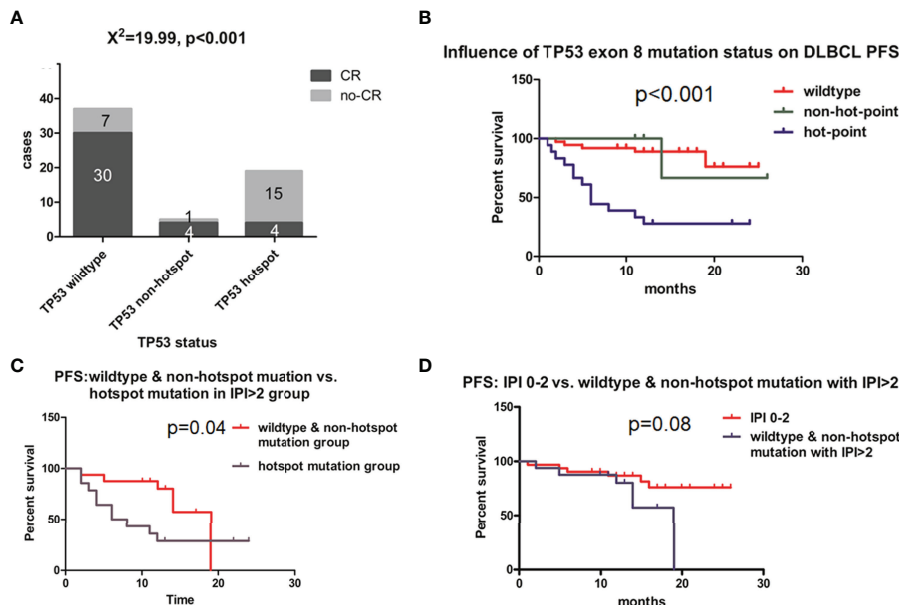 A
X²=19.99, p<0.001
CR
no-CR
cases
40
30
20
10
0
7
30
1
4
15
4
TP53 wildtype
TP53 non-hotspot
TP53 hotspot
TP53 status
B
Influence of TP53 exon 8 mutation status on DLBCL PFS
p<0.001
wildtype
non-hot-point
hot-point
Percent survival
150
100
50
0
0 10 20 30
months
C
PFS:wildtype & non-hotspot muation vs.
hotspot mutation in IPI>2 group
p=0.04
wildtype & non-hotspot
mutation group
hotspot mutation group
Percent survival
150
100
50
0
0 10 20 30
Time
D
PFS: IPI 0-2 vs. wildtype & non-hotspot mutation with IPI>2
p=0.08
IPI 0-2
wildtype & non-hotspot
mutation with IPI>2
Percent survival
150
100
50
0
0 10 20 30
months